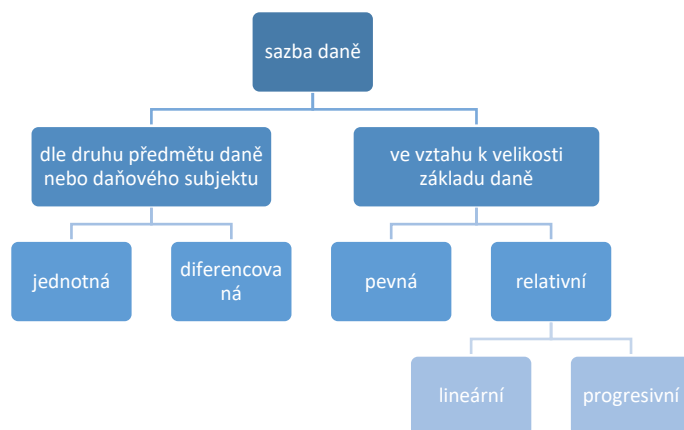 sazba daně
dle druhu předmětu daně
nebo daňového subjektu
ve vztahu k velikosti
základu daně
jednotná
diferencova
ná
pevná
relativní
lineární
progresivní